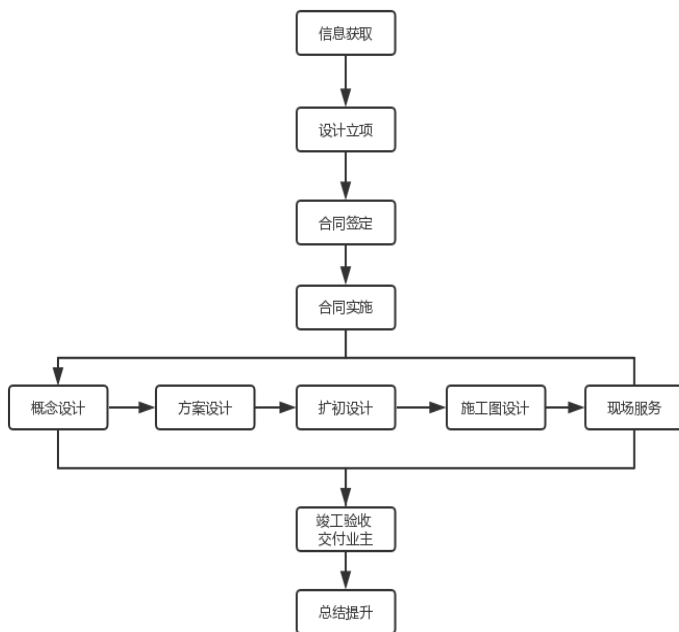 信息获取
设计立项
合同签定
合同实施
概念设计
方案设计
扩初设计
施工图设计
现场服务
竣工验收
交付业主
总结提升